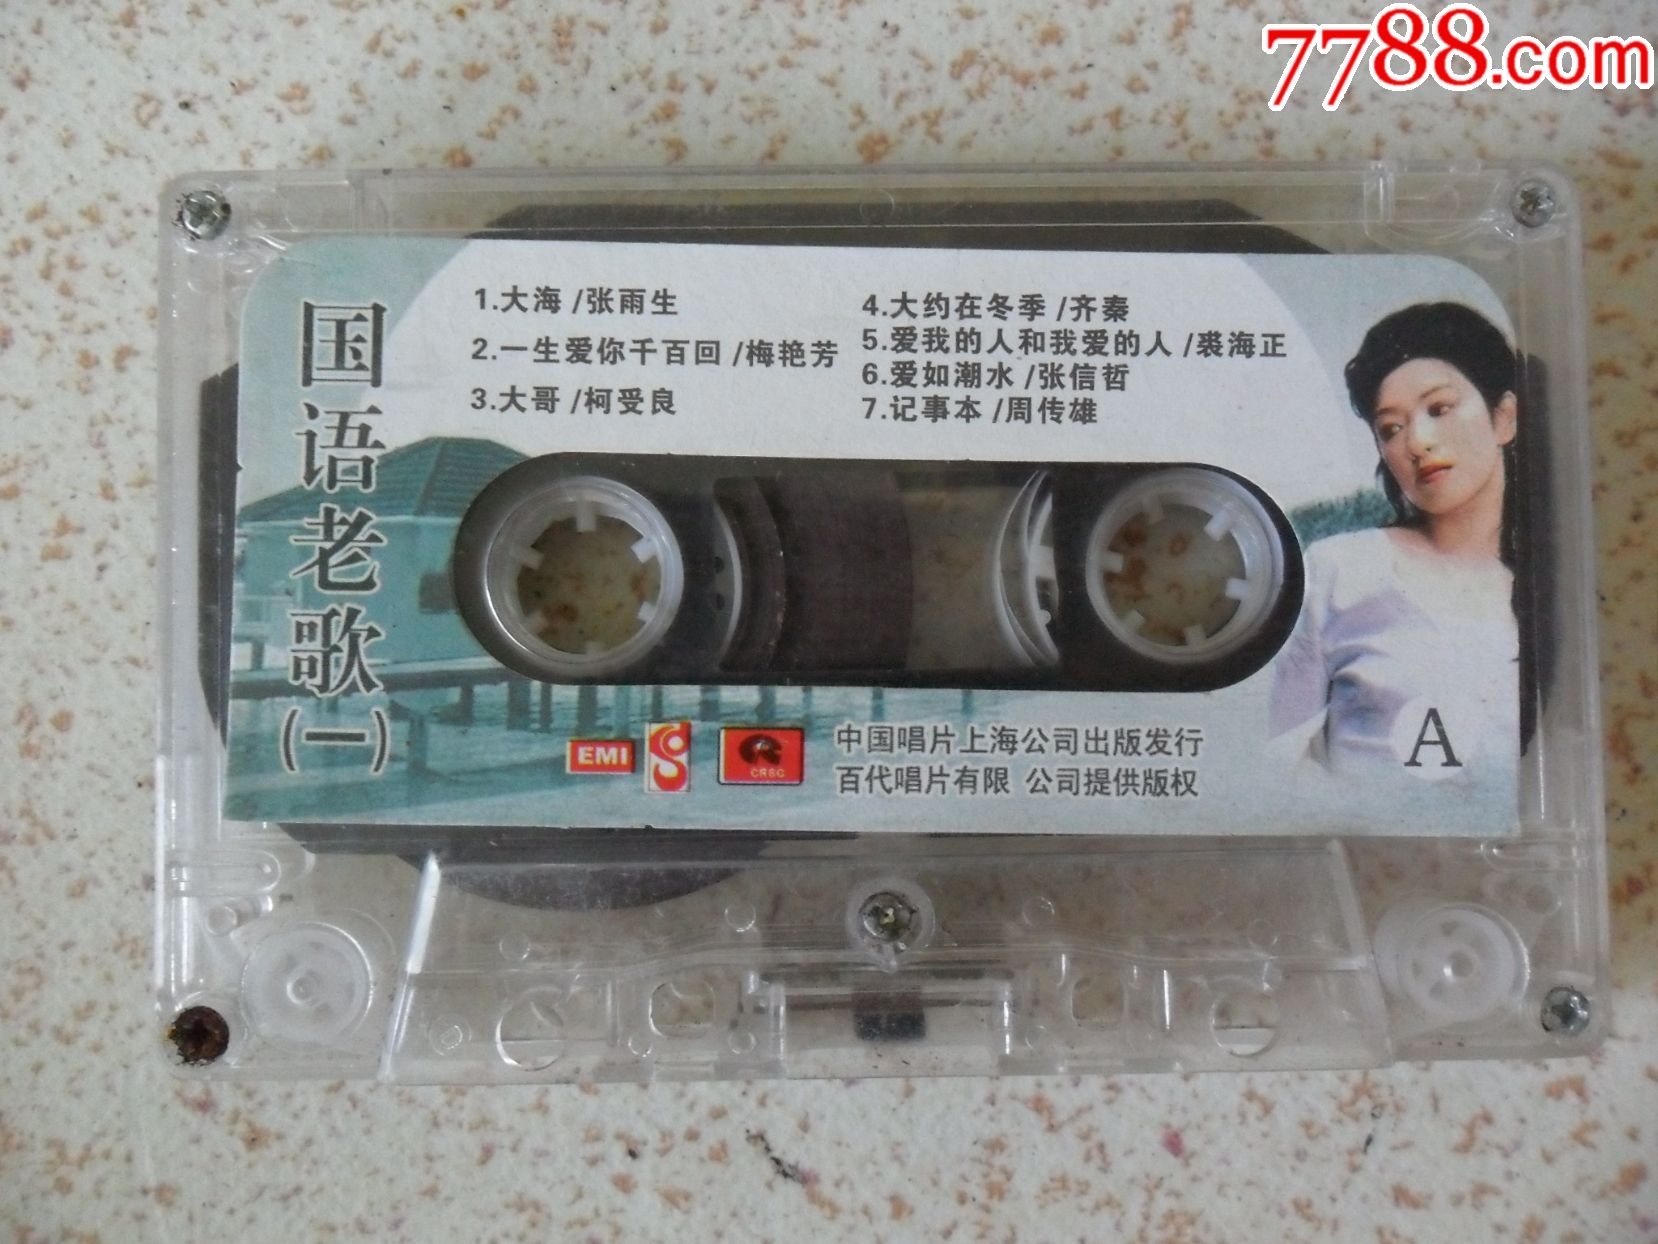 7788.com
国语老歌(一)
1.大海/张雨生
2.一生爱你千百回/梅艳芳
3.大哥/柯受良
4.大约在冬季/齐秦
5.爱我的人和我爱的人/裘海正
6.爱如潮水/张信哲
7.记事本/周传雄
EMI
CRSC
中国唱片上海公司出版发行
百代唱片有限 公司提供版权
A